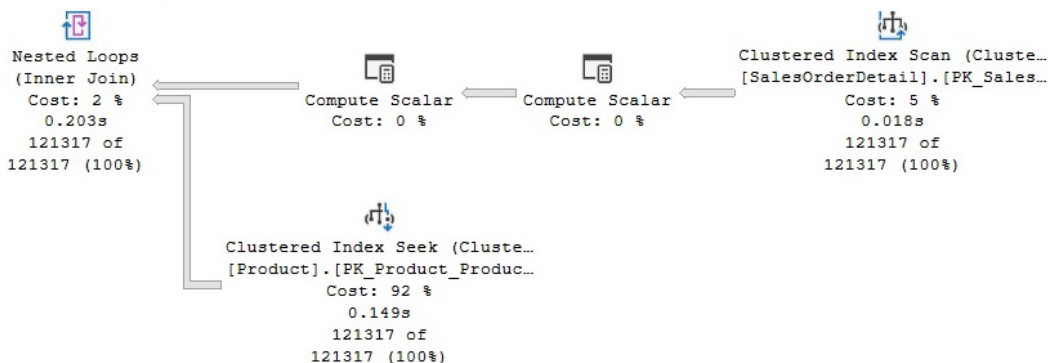 Nested Loops
(Inner Join)
Cost: 2 %
0.203s
121317 of
121317 (100%)
Compute Scalar
Cost: 0 %
Compute Scalar
Cost: 0 %
Clustered Index Scan (Cluste…
[SalesOrderDetail].[PK_Sales…
Cost: 5 %
0.018s
121317 of
121317 (100%)
Clustered Index Seek (Cluste…
[Product].[PK_Product_Produc…
Cost: 92 %
0.149s
121317 of
121317 (100%)